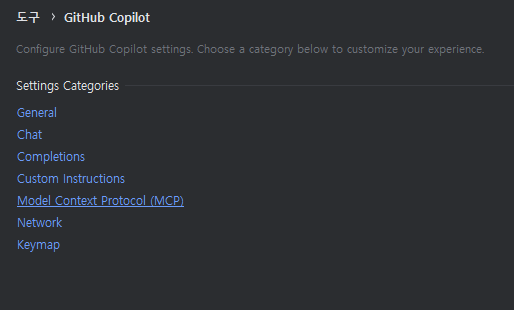 도구 > GitHub Copilot
Configure GitHub Copilot settings. Choose a category below to customize your experience.
Settings Categories
General
Chat
Completions
Custom Instructions
Model Context Protocol (MCP)
Network
Keymap